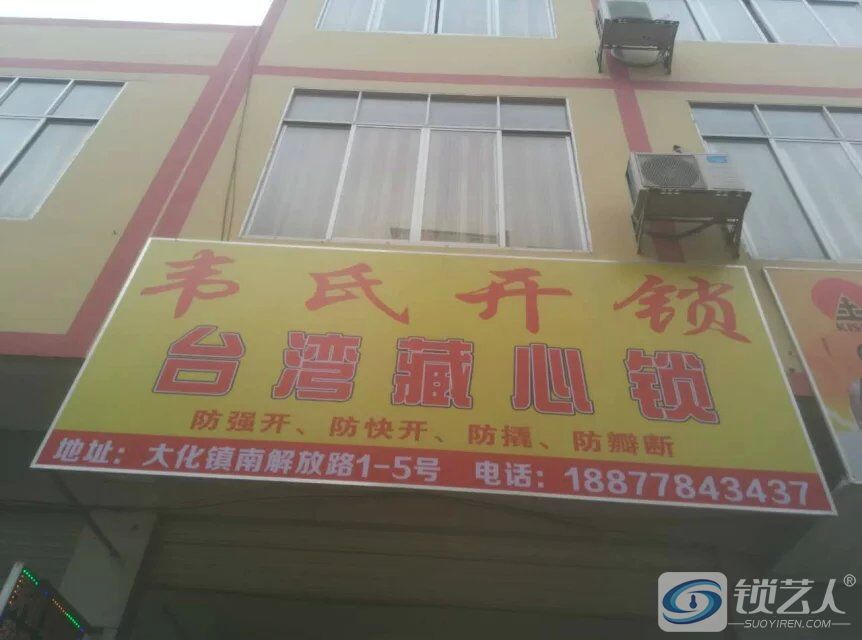 韦氏开锁
台湾藏心锁
防强开、防快开、防撬、防瓣断
地址：大化镇南解放路1-5号 电话：18877843437
锁艺人®
SUOYIREN.COM